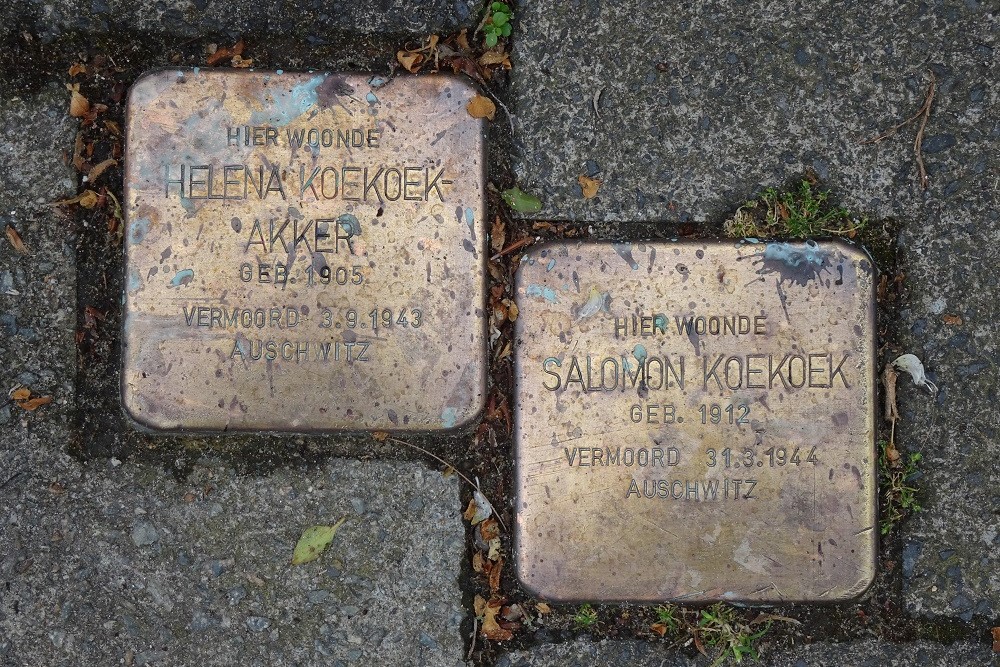 HIER WOONDE
HELENA KOEKOEK-
AKKER
GEB. 1905
VERMOORD 3.9.1943
AUSCHWITZ
HIER WOONDE
SALOMON KOEKOEK
GEB. 1912
VERMOORD 31.3.1944
AUSCHWITZ